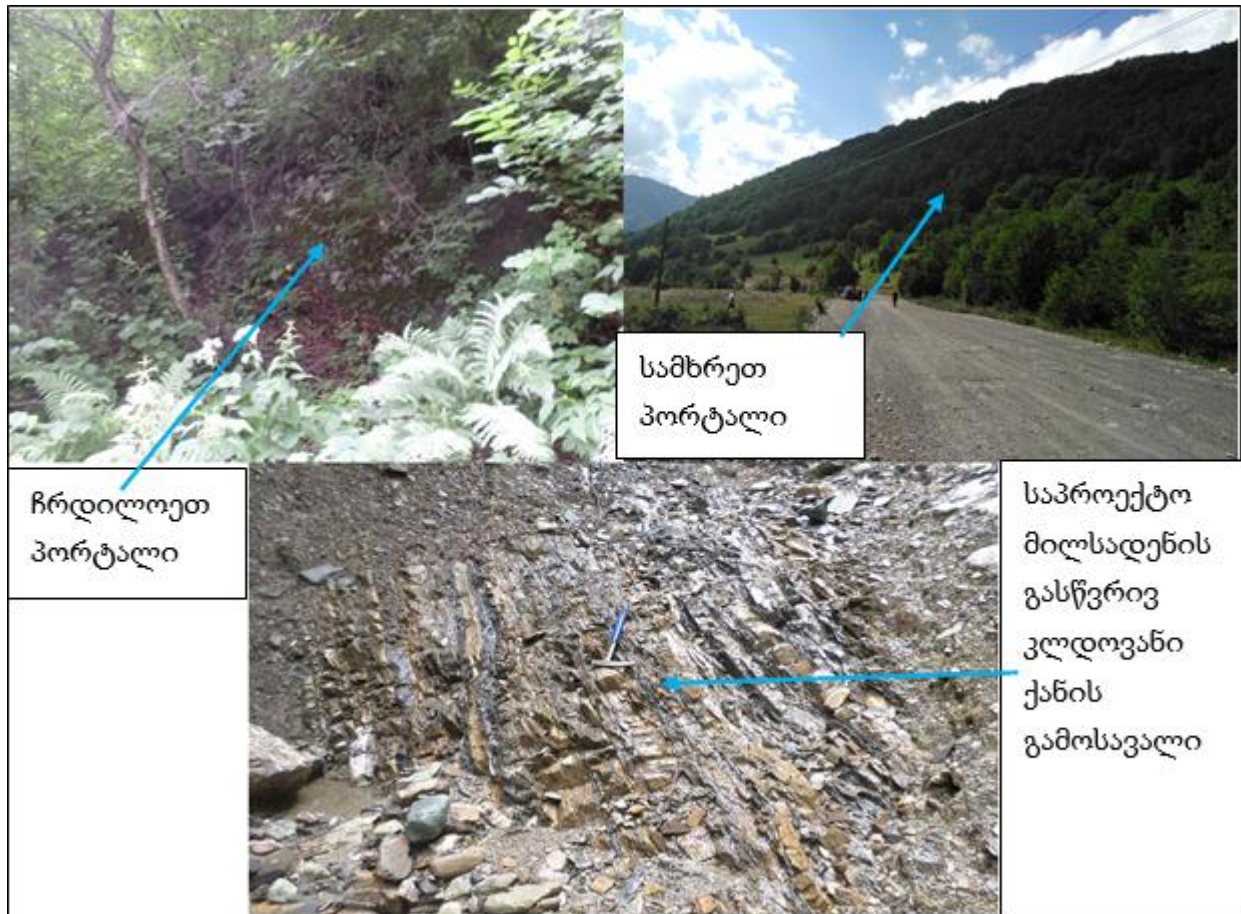 სამხრეთ
პორტალი
ჩრდილოეთ
პორტალი
საპროექტო
მილსადენის
გასწვრივ
კლდოვანი
ქანის
გამოსავალი